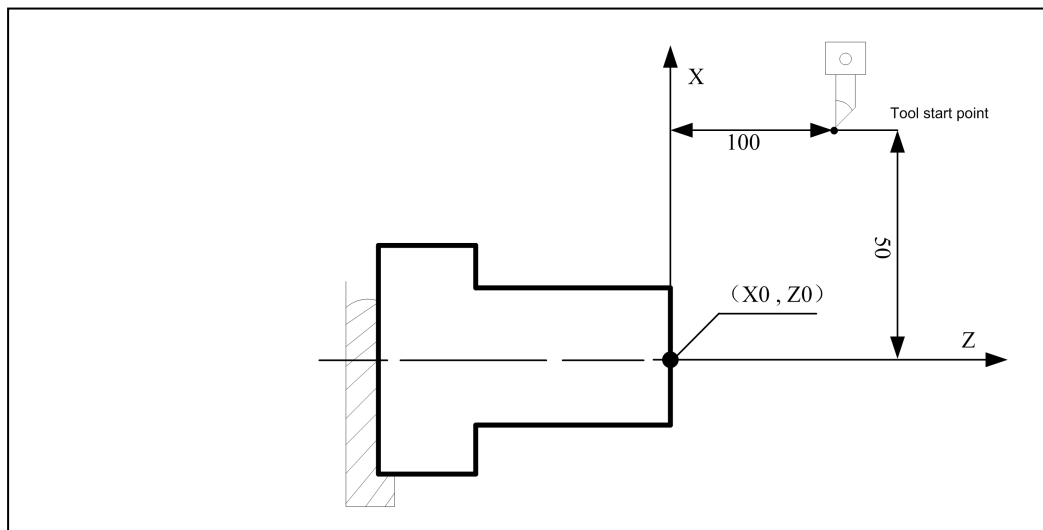 X
Tool start point
100
50
（X0 , Z0）
Z